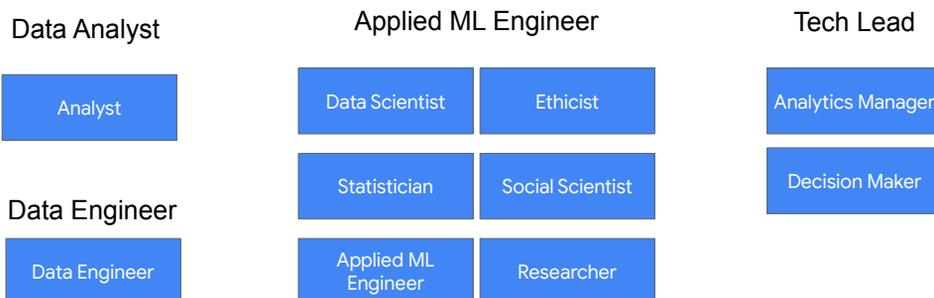 Data Analyst
Analyst
Data Engineer
Data Engineer
Applied ML Engineer
Data Scientist
Ethicist
Statistician
Social Scientist
Applied ML
Engineer
Researcher
Tech Lead
Analytics Manager
Decision Maker